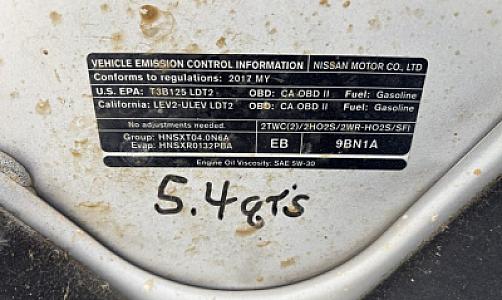 VEHICLE EMISSION CONTROL INFORMATION NISSAN MOTOR CO., LTD
Conforms to regulations: 2017 MY
U.S. EPA: T3B125 LDT2 OBD: CA OBD II Fuel: Gasoline
California: LEV2-ULEV LDT2 OBD: CA OBD II Fuel: Gasoline
No adjustments needed. 2TWC(2)/2HO2S/2WR-HO2S/SFI
Group: HNSXT04.0N6A EB 9BN1A
Evap: HNSXR0132PBA
Engine Oil Viscosity: SAE 5W-30
5.4 QTS